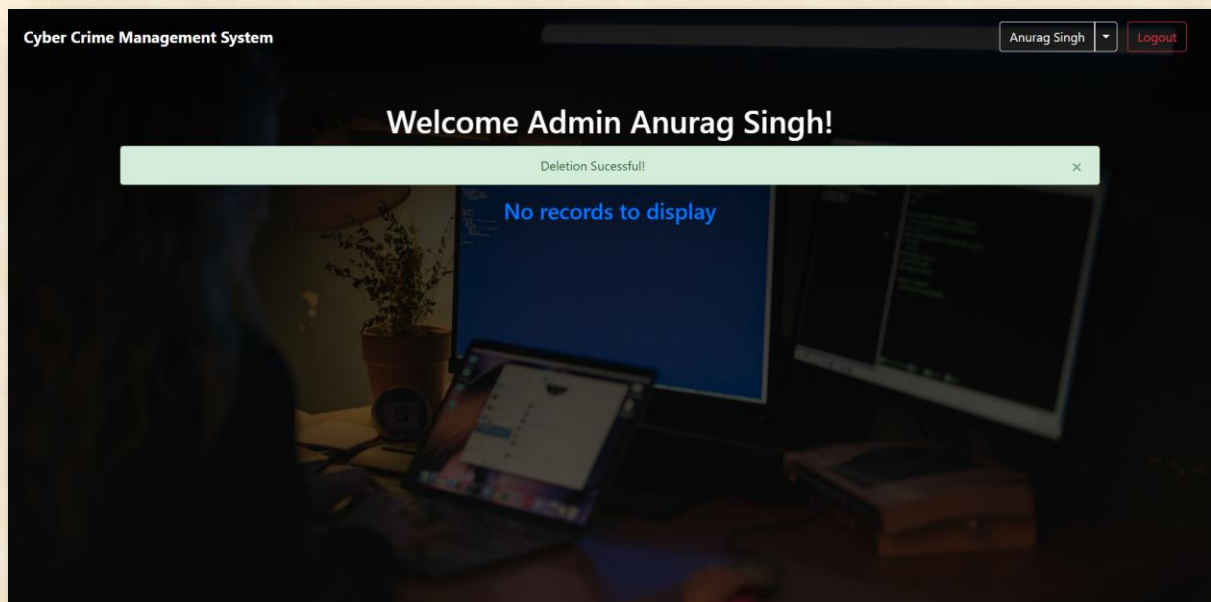 Cyber Crime Management System
Anurag Singh
Logout
Welcome Admin Anurag Singh!
Deletion Sucessful!
×
No records to display